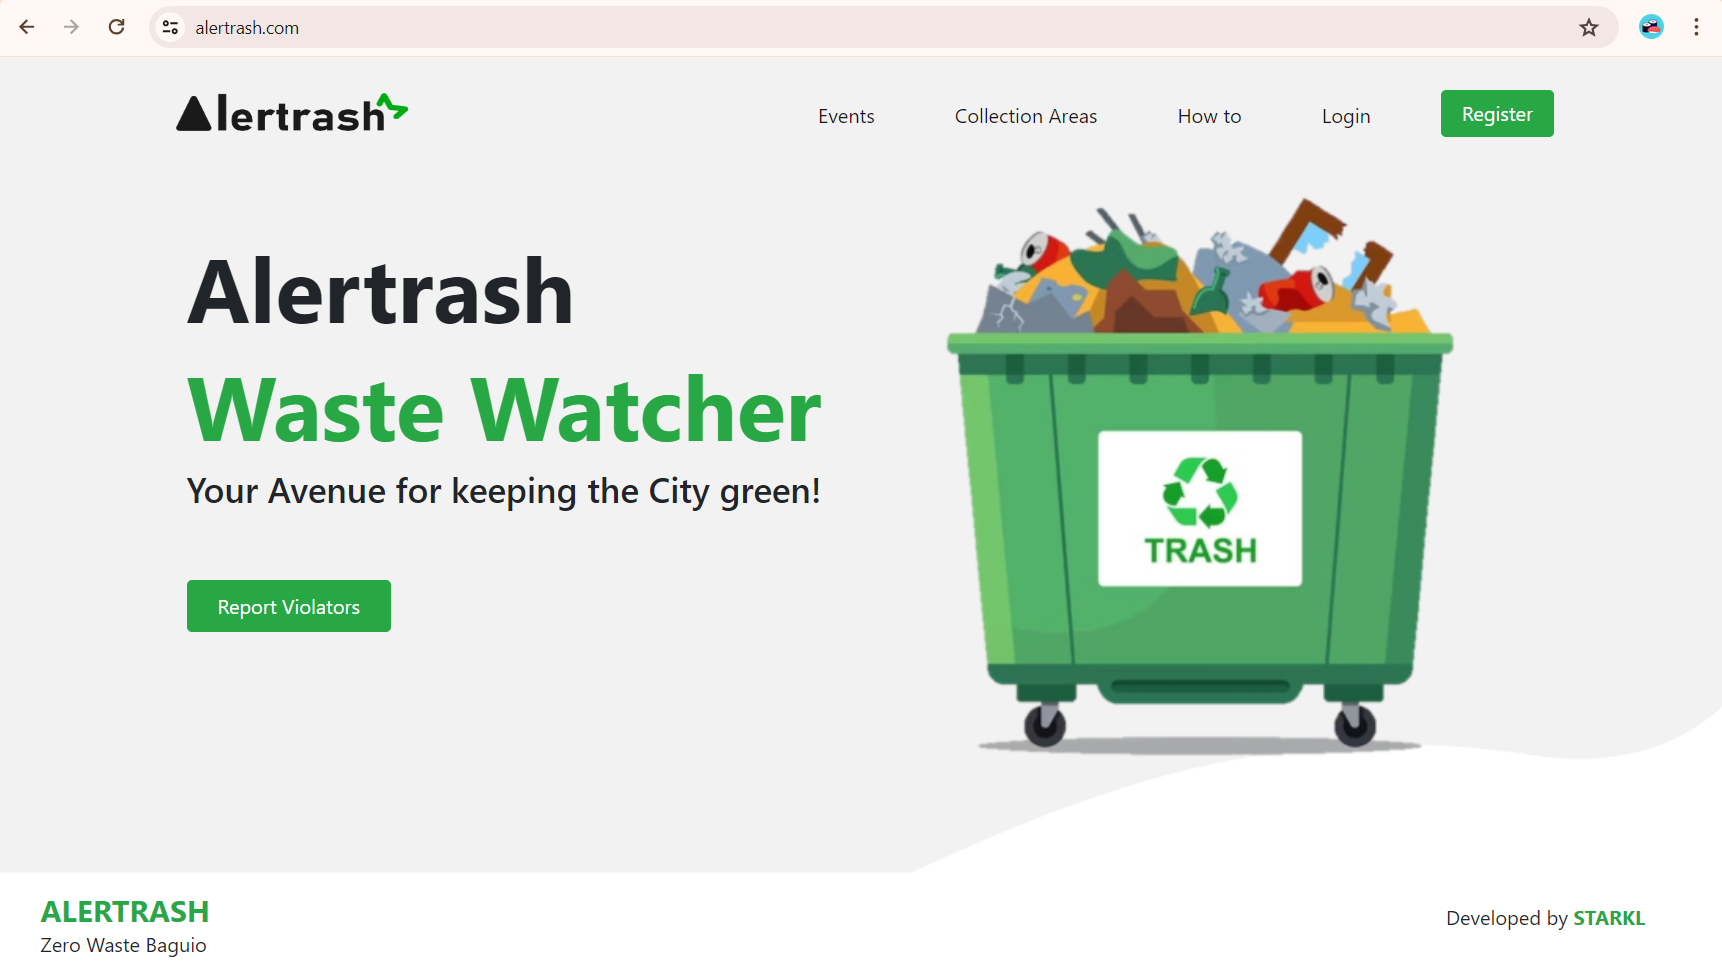 alertrash.com
Alertrash
Events Collection Areas How to Login Register
Alertrash
Waste Watcher
Your Avenue for keeping the City green!
Report Violators
TRASH
ALERTRASH
Zero Waste Baguio
Developed by STARKL